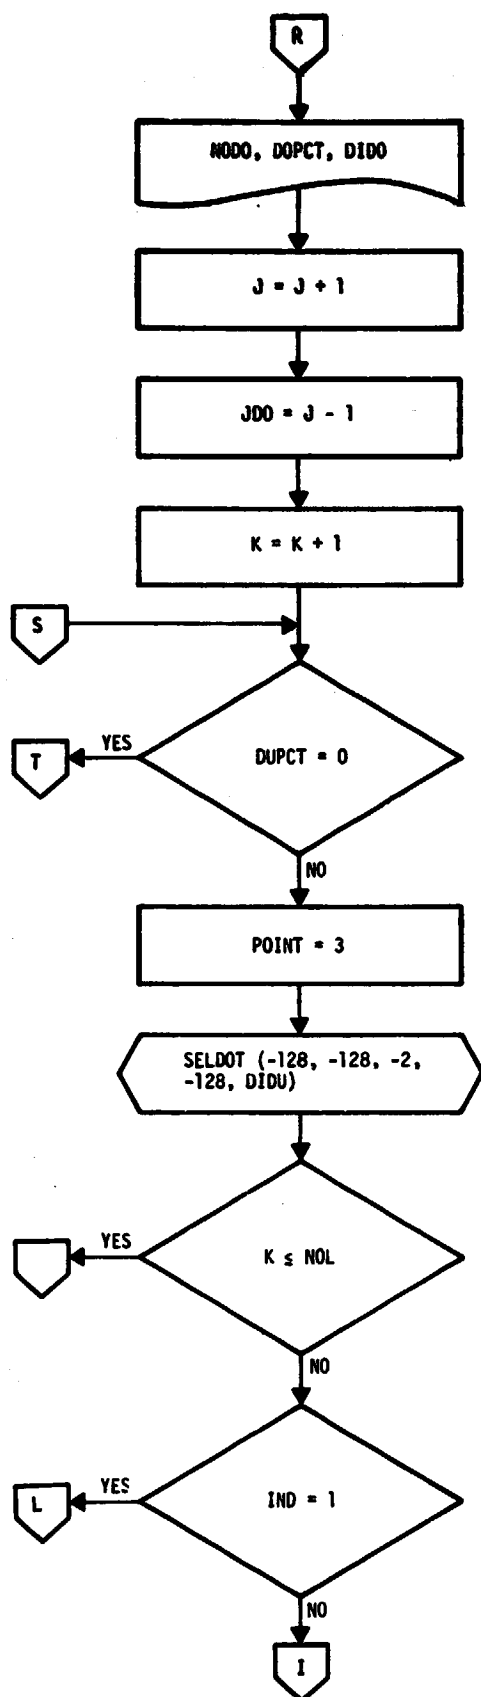 R
NODO, DOPCT, DIDO
J = J + 1
JDO = J - 1
K = K + 1
S
DUPCT = 0
YES
T
NO
POINT = 3
SELDOT (-128, -128, -2,
-128, DIDU)
K ≤ NOL
YES
NO
IND = 1
YES
L
NO
I